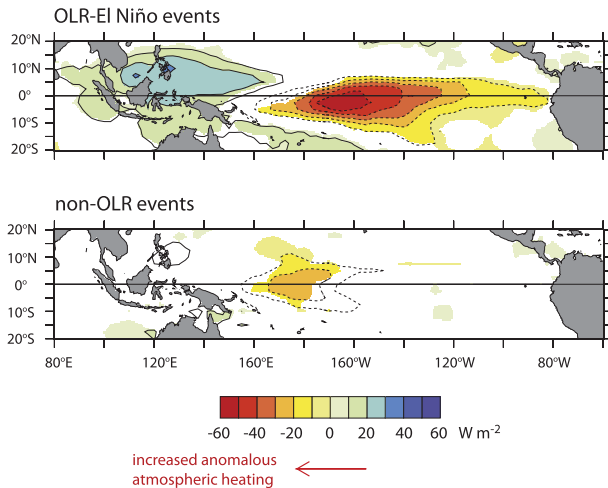 OLR-El Niño events
20°N
10°N
0°
10°S
20°S
non-OLR events
20°N
10°N
0°
10°S
20°S
80°E 120°E 160°E 160°W 120°W 80°W
-60 -40 -20 0 20 40 60 W m-2
increased anomalous
atmospheric heating